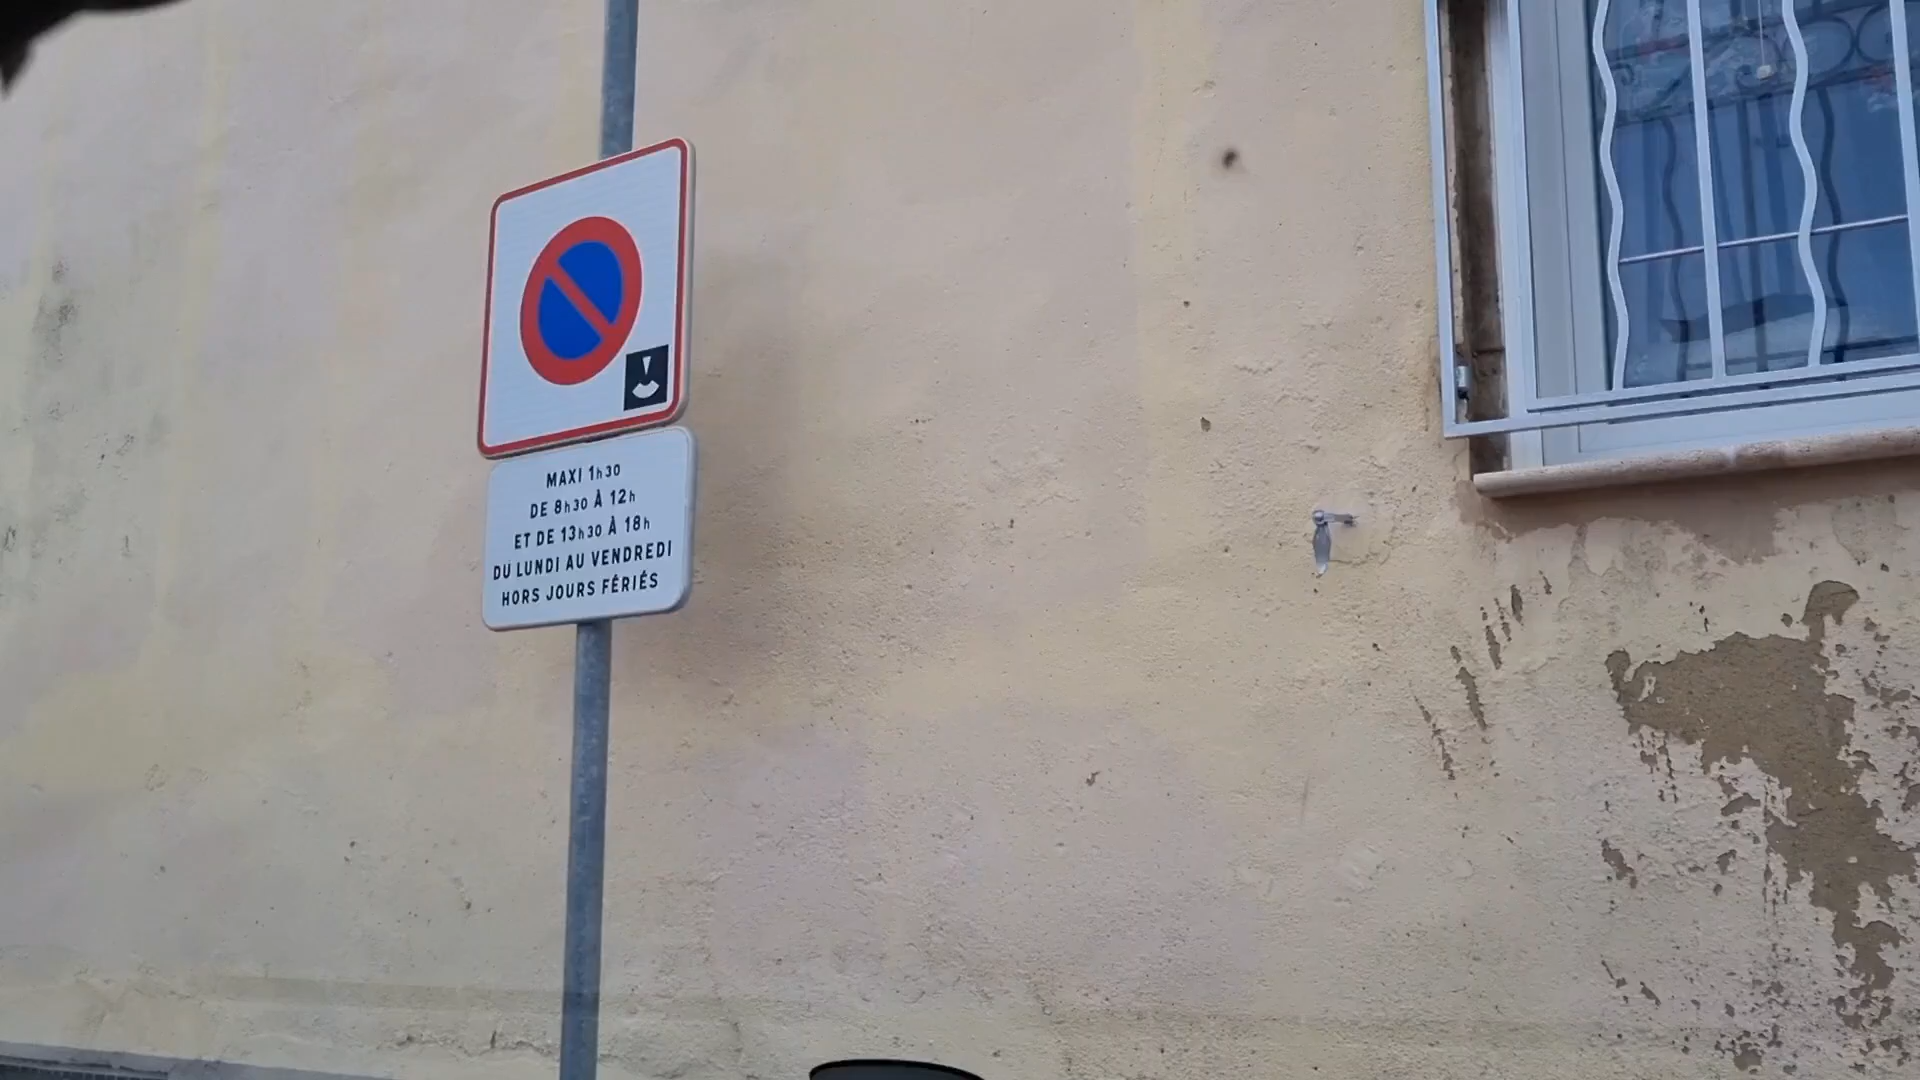 MAXI 1h30
DE 8h30 À 12h
ET DE 13h30 À 18h
DU LUNDI AU VENDREDI
HORS JOURS FÉRIÉS